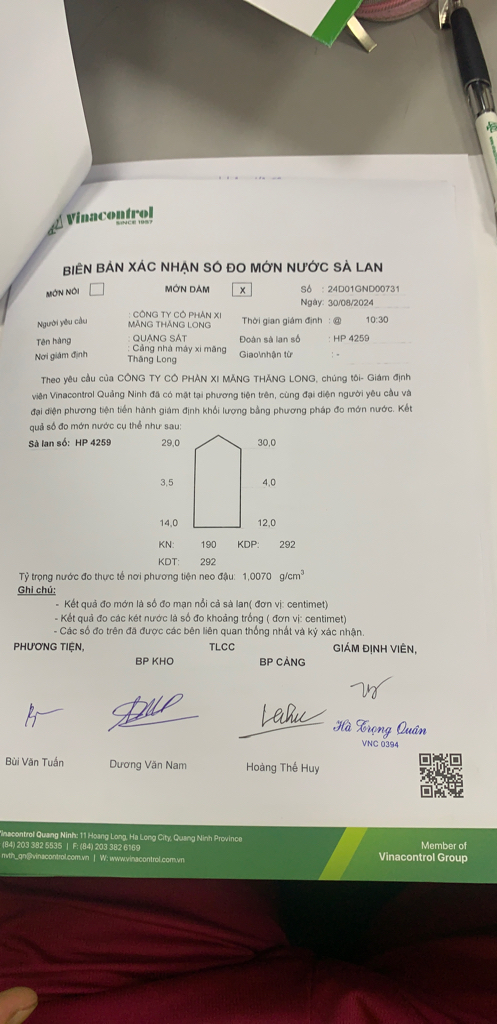 Vinacontrol
SINCE 1957
BIÊN BẢN XÁC NHẬN SỐ ĐO MỚN NƯỚC SÀ LAN
MỚN NỔI MỚN DẦM X Số : 24D01GND00731
Ngày: 30/08/2024
Người yêu cầu : CÔNG TY CỔ PHẦN XI MĂNG THĂNG LONG Thời gian giám định : @ 10:30
Tên hàng : QUẶNG SẮT Đoàn sà lan số : HP 4259
Nơi giám định : Cảng nhà máy xi măng Thăng Long Giao\nhận từ : -
Theo yêu cầu của CÔNG TY CỔ PHẦN XI MĂNG THĂNG LONG, chúng tôi- Giám định
viên Vinacontrol Quảng Ninh đã có mặt tại phương tiện trên, cùng đại diện người yêu cầu và
đại diện phương tiện tiến hành giám định khối lượng bằng phương pháp đo mớn nước. Kết
quả số đo mớn nước cụ thể như sau:
Sà lan số: HP 4259 29,0 30,0
3,5 4,0
14,0 12,0
KN: 190 KDP: 292
KDT: 292
Tỷ trọng nước đo thực tế nơi phương tiện neo đậu: 1,0070 g/cm³
Ghi chú:
- Kết quả đo mớn là số đo mạn nổi cả sà lan( đơn vị: centimet)
- Kết quả đo các két nước là số đo khoảng trống ( đơn vị: centimet)
- Các số đo trên đã được các bên liên quan thống nhất và ký xác nhận.
PHƯƠNG TIỆN, TLCC GIÁM ĐỊNH VIÊN,
BP KHO BP CẢNG
Hà Trọng Quân
VNC 0394
Bùi Văn Tuấn Dương Văn Nam Hoàng Thế Huy
Vinacontrol Quang Ninh: 11 Hoang Long, Ha Long City, Quang Ninh Province
(84) 203 382 5535 | F: (84) 203 382 6169
nvth_qn@vinacontrol.com.vn | W: www.vinacontrol.com.vn
Member of
Vinacontrol Group